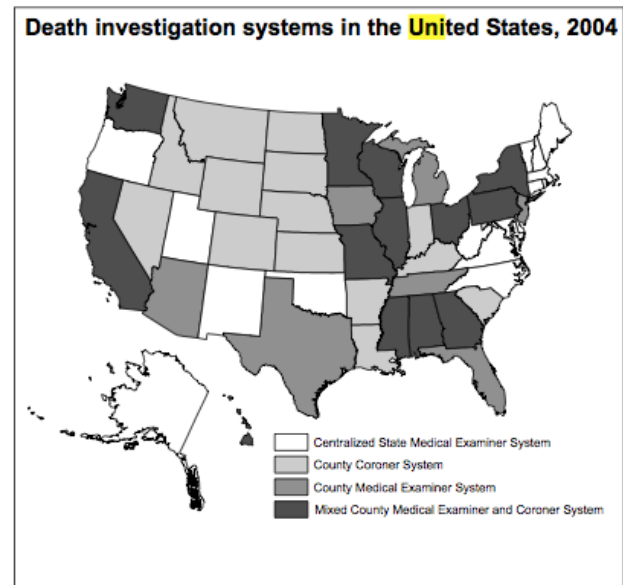 Death investigation systems in the United States, 2004
Centralized State Medical Examiner System
County Coroner System
County Medical Examiner System
Mixed County Medical Examiner and Coroner System